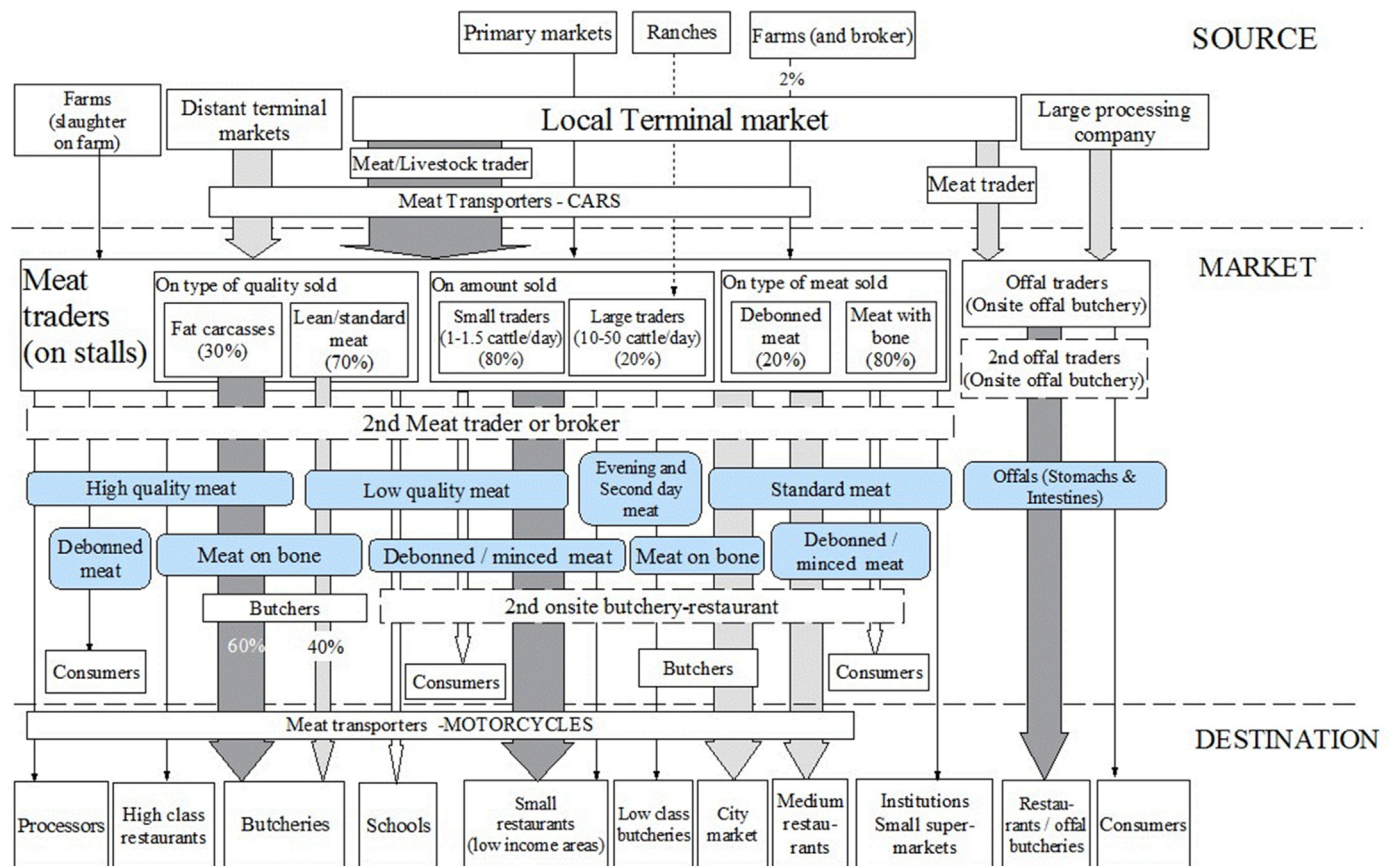 Primary markets
Ranches
Farms (and broker)
SOURCE
2%
Farms
(slaughter
on farm)
Distant terminal
markets
Local Terminal market
Large processing
company
Meat/Livestock trader
Meat trader
Meat Transporters - CARS
MARKET
Meat
traders
(on stalls)
On type of quality sold
Fat carcasses
(30%)
Lean/standard
meat
(70%)
On amount sold
Small traders
(1-1.5 cattle/day)
(80%)
Large traders
(10-50 cattle/day)
(20%)
On type of meat sold
Debonned
meat
(20%)
Meat with
bone
(80%)
Offal traders
(Onsite offal butchery)
2nd offal traders
(Onsite offal butchery)
2nd Meat trader or broker
High quality meat
Low quality meat
Evening and
Second day
meat
Standard meat
Offals (Stomachs &
Intestines)
Debonned
meat
Meat on bone
Debonned / minced meat
Meat on bone
Debonned /
minced meat
Butchers
2nd onsite butchery-restaurant
60%
40%
Consumers
Consumers
Butchers
Consumers
Meat transporters -MOTORCYCLES
DESTINATION
Processors
High class
restaurants
Butcheries
Schools
Small
restaurants
(low income areas)
Low class
butcheries
City
market
Medium
restau-
rants
Institutions
Small super-
markets
Restau-
rants / offal
butcheries
Consumers